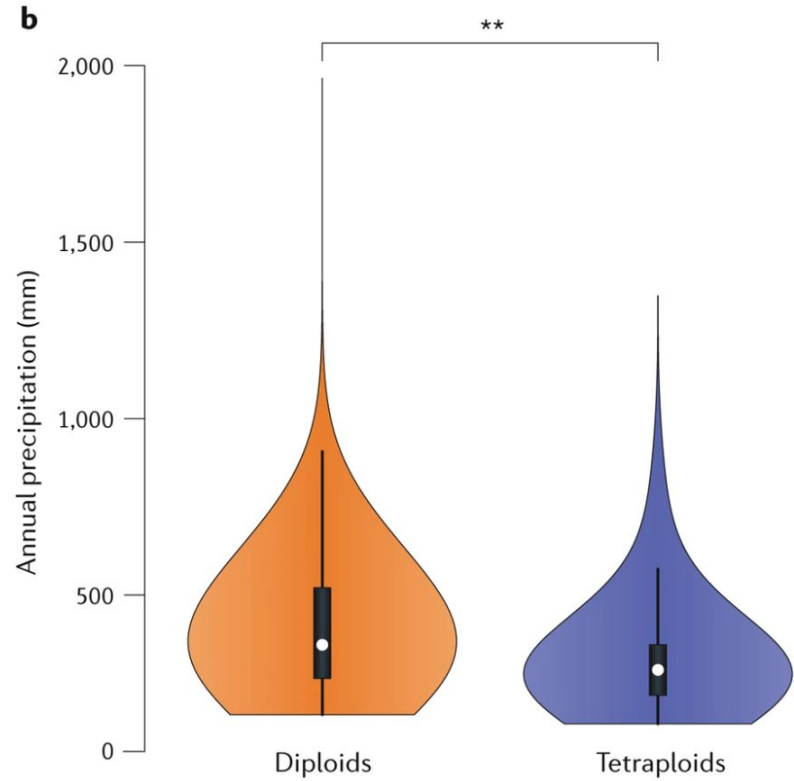 b
**
2,000
1,500
1,000
500
0
Annual precipitation (mm)
Diploids
Tetraploids